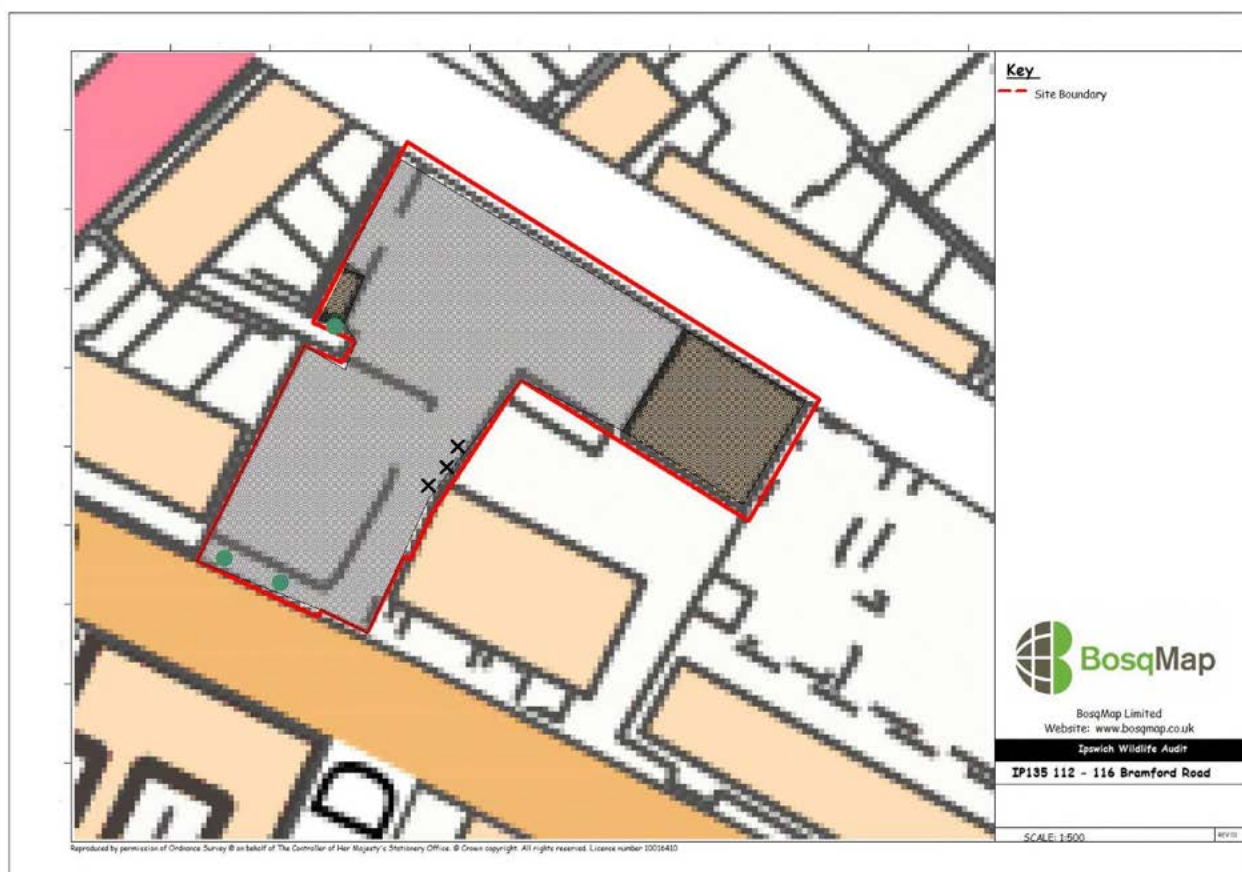 Key
Site Boundary
D
BosqMap
BosqMap Limited
Website: www.bosqmap.co.uk
Ipswich Wildlife Audit
IP135 112 - 116 Bramford Road
SCALE: 1:500
REV:01
Reproduced by permission of Ordnance Survey © on behalf of The Controller of Her Majesty's Stationery Office. © Crown copyright. All rights reserved. Licence number 10016410